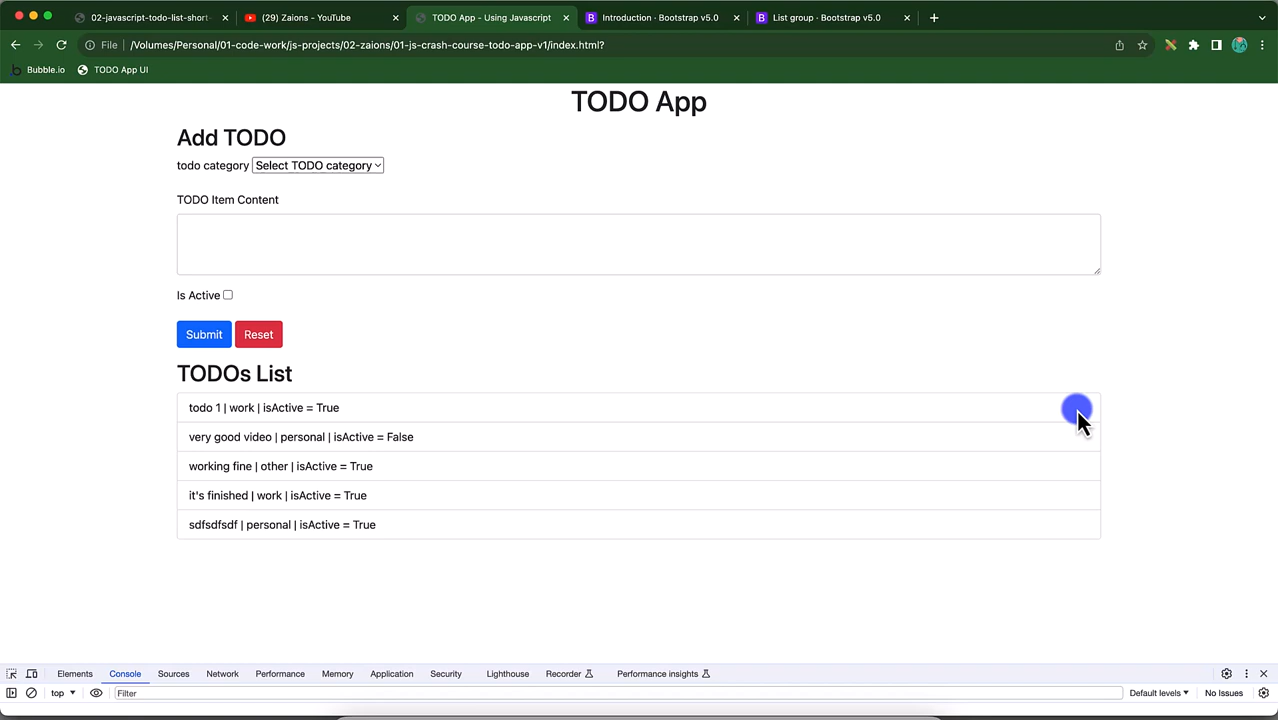 02-javascript-todo-list-short-
(29) Zaions - YouTube
TODO App - Using Javascript
Introduction · Bootstrap v5.0
List group · Bootstrap v5.0
File
/Volumes/Personal/01-code-work/js-projects/02-zaions/01-js-crash-course-todo-app-v1/index.html?
Bubble.io
TODO App UI
TODO App
Add TODO
todo category Select TODO category
TODO Item Content
Is Active
Submit Reset
TODOs List
todo 1 | work | isActive = True
very good video | personal | isActive = False
working fine | other | isActive = True
it's finished | work | isActive = True
sdfsdfsdf | personal | isActive = True
Elements Console Sources Network Performance Memory Application Security Lighthouse Recorder Performance insights
top Filter Default levels No Issues